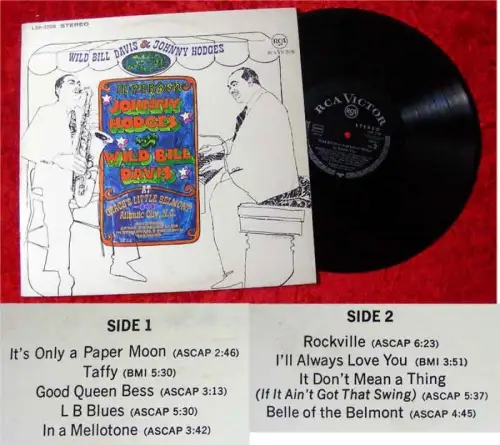 LSP-3706 STEREO
WILD BILL DAVIS & JOHNNY HODGES
RCA
RCA VICTOR
IN PERSON
JOHNNY
HODGES
WILD BILL
DAVIS
AT
GRACE'S LITTLE BELMONT
Atlantic City, N.J.
RCA VICTOR
STEREO
SIDE 1
It's Only a Paper Moon (ASCAP 2:46)
Taffy (BMI 5:30)
Good Queen Bess (ASCAP 3:13)
L B Blues (ASCAP 5:30)
In a Mellotone (ASCAP 3:42)
SIDE 2
Rockville (ASCAP 6:23)
I'll Always Love You (BMI 3:51)
It Don't Mean a Thing
(If It Ain't Got That Swing) (ASCAP 5:37)
Belle of the Belmont (ASCAP 4:45)